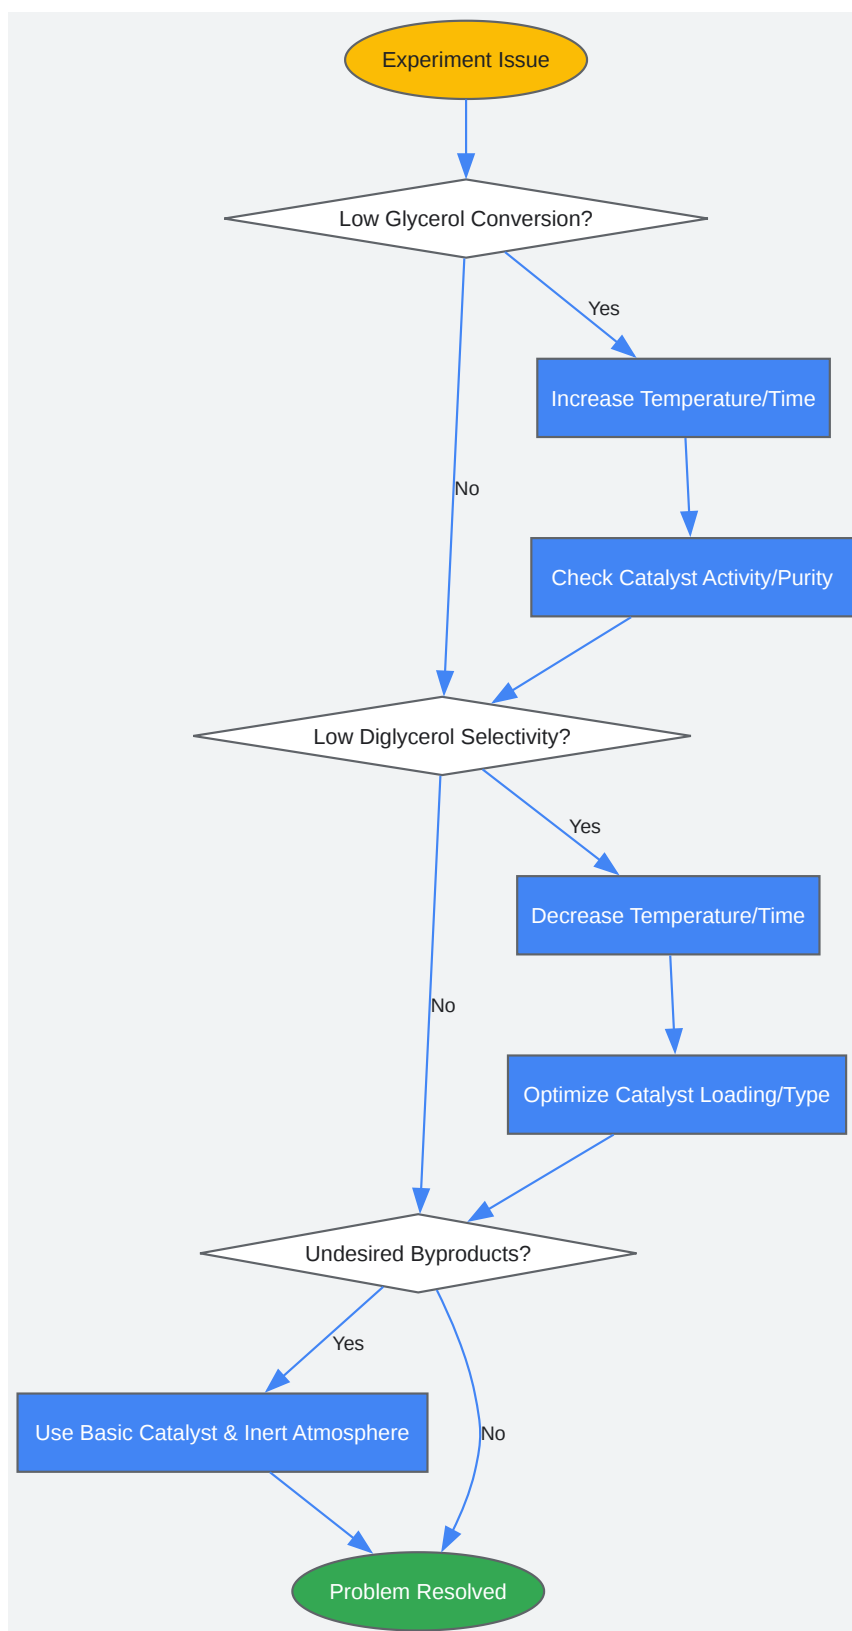 Experiment Issue
Low Glycerol Conversion?
Yes
Increase Temperature/Time
No
Check Catalyst Activity/Purity
Low Diglycerol Selectivity?
Yes
Decrease Temperature/Time
No
Optimize Catalyst Loading/Type
Undesired Byproducts?
Yes
Use Basic Catalyst & Inert Atmosphere
No
Problem Resolved